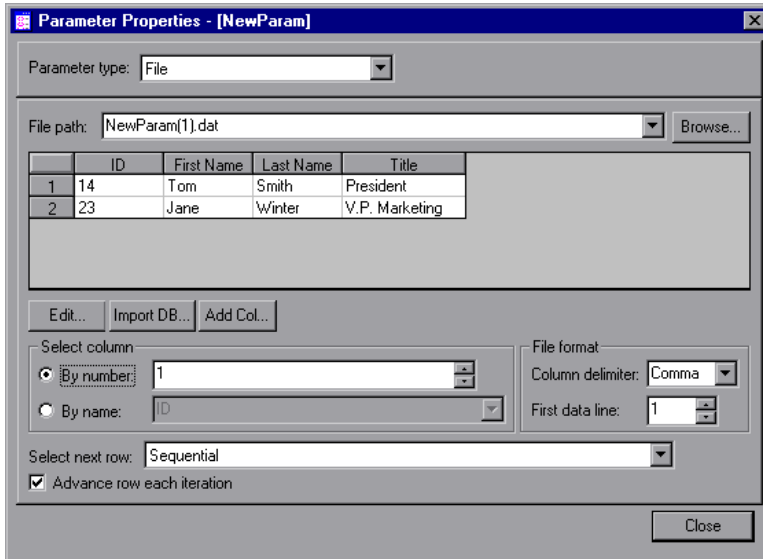 Parameter Properties - [NewParam]
Parameter type: File
File path: NewParam(1).dat Browse...
ID First Name Last Name Title
1 14 Tom Smith President
2 23 Jane Winter V.P. Marketing
Edit... Import DB... Add Col...
Select column File format
By number: 1 Column delimiter: Comma
By name: ID First data line: 1
Select next row: Sequential
Advance row each iteration
Close